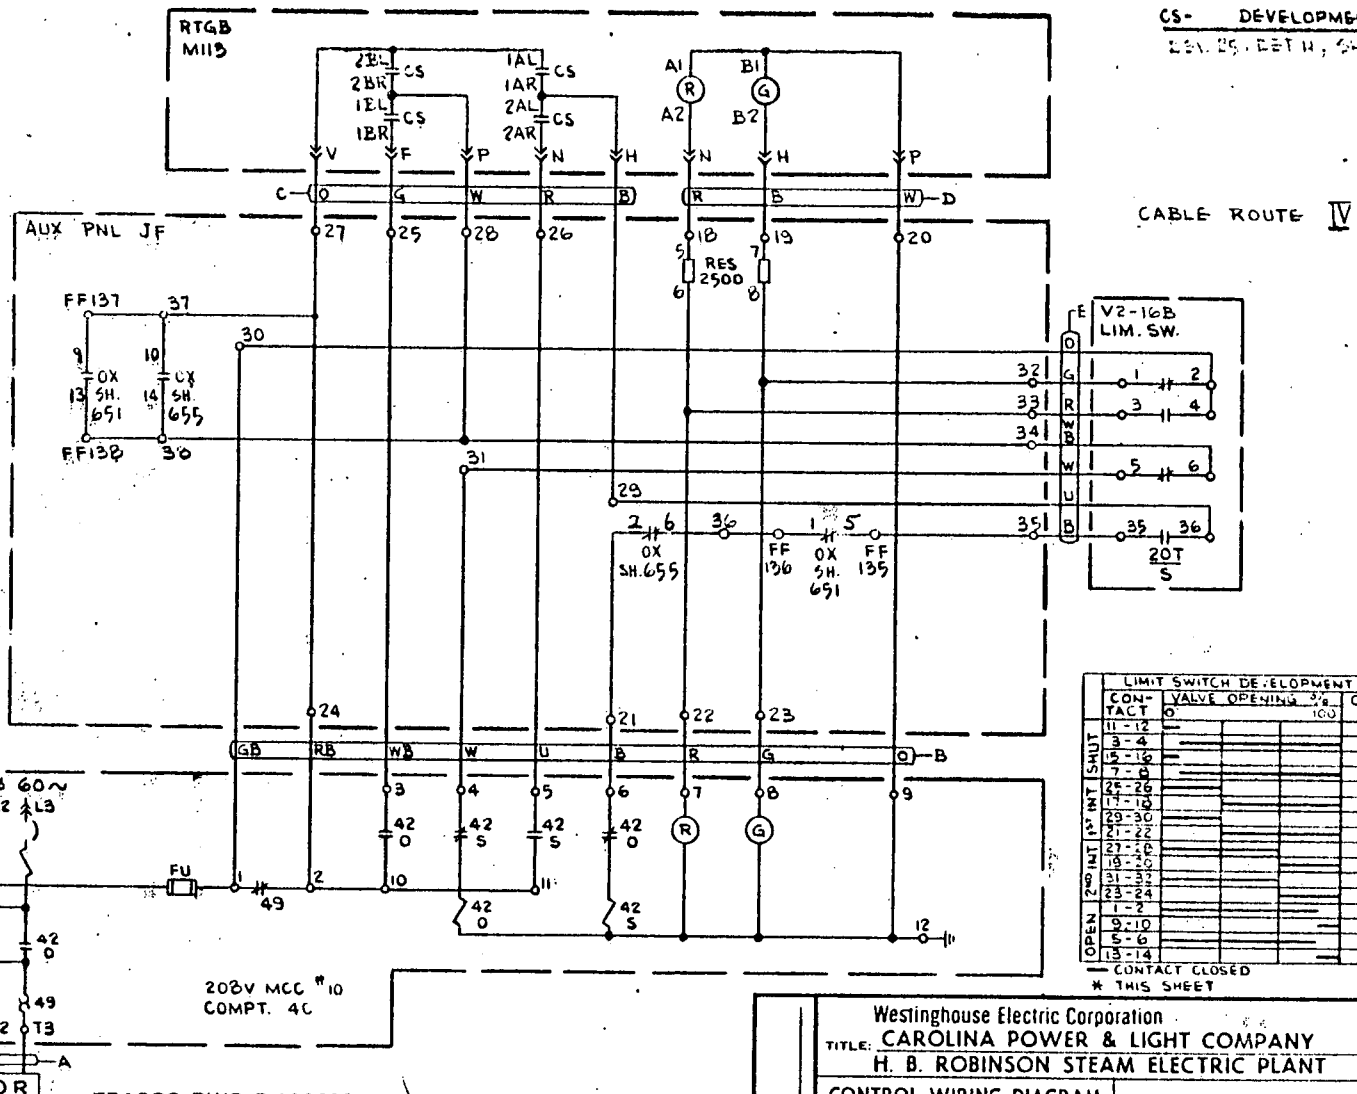 CS- DEVELOPME
RTGB
M11B
2BL CS
2BR
1EL CS
1BR
1AL CS
1AR
2AL CS
2AR
A1 R A2
B1 G B2
V F P N H N H P
C O G W R B
R B W D
CABLE ROUTE IV
AUX PNL JF
27 25 28 26 18 19 20
5 6 RES 2500 7 8
FF137 37
30
9 10
OX OX
13 SH. 14 SH.
651 655
FF138 38
31
29
E V2-16B
LIM. SW.
O
32 G 1 2
33 R 3 4
34 WB
W 5 6
U
35 B 35 36
20T
S
2 6 36 1 5
OX FF OX FF
SH.655 136 SH. 135
651
24 21 22 23
GB RB WB W U B R G O B
3 4 5 6 7 8 9
42 42 42 42 R G
O S S O
60~
L3
FU
1 2 10 11
49
42 42 12
O S
42
O
49
T3
A
OR
208V MCC #10
COMPT. 4C
LIMIT SWITCH DEVELOPMENT
CON- VALVE OPENING %
TACT O 100
SHUT
11-12
3-4
15-16
7-8
1ST INT
25-26
17-18
29-30
21-22
2ND INT
27-28
19-20
31-32
23-24
OPEN
1-2
9-10
5-6
13-14
CONTACT CLOSED
* THIS SHEET
Westinghouse Electric Corporation
TITLE: CAROLINA POWER & LIGHT COMPANY
H. B. ROBINSON STEAM ELECTRIC PLANT
CONTROL WIRING DIAGRAM